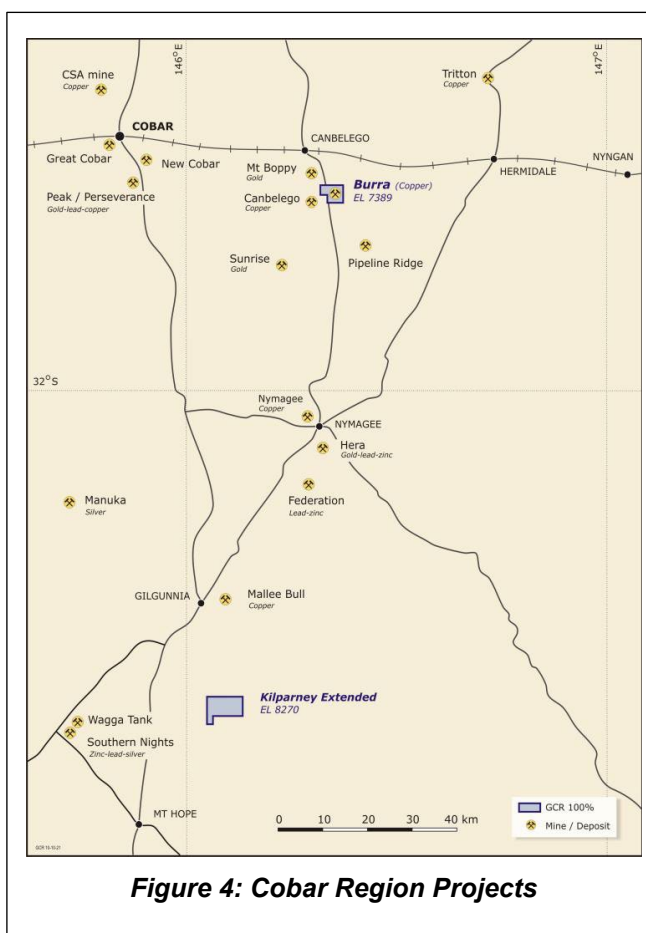 146°E
147°E
CSA mine
Copper
Tritton
Copper
COBAR
CANBELEGO
Great Cobar
New Cobar
Mt Boppy
Gold
HERMIDALE
NYNGAN
Peak / Perseverance
Gold-lead-copper
Canbelego
Copper
Burra (Copper)
EL 7389
Sunrise
Gold
Pipeline Ridge
32°S
Nymagee
Copper
NYMAGEE
Hera
Gold-lead-zinc
Manuka
Silver
Federation
Lead-zinc
GILGUNNIA
Mallee Bull
Copper
Kilparney Extended
EL 8270
Wagga Tank
Southern Nights
Zinc-lead-silver
MT HOPE
0 10 20 30 40 km
GCR 100%
Mine / Deposit
Figure 4: Cobar Region Projects